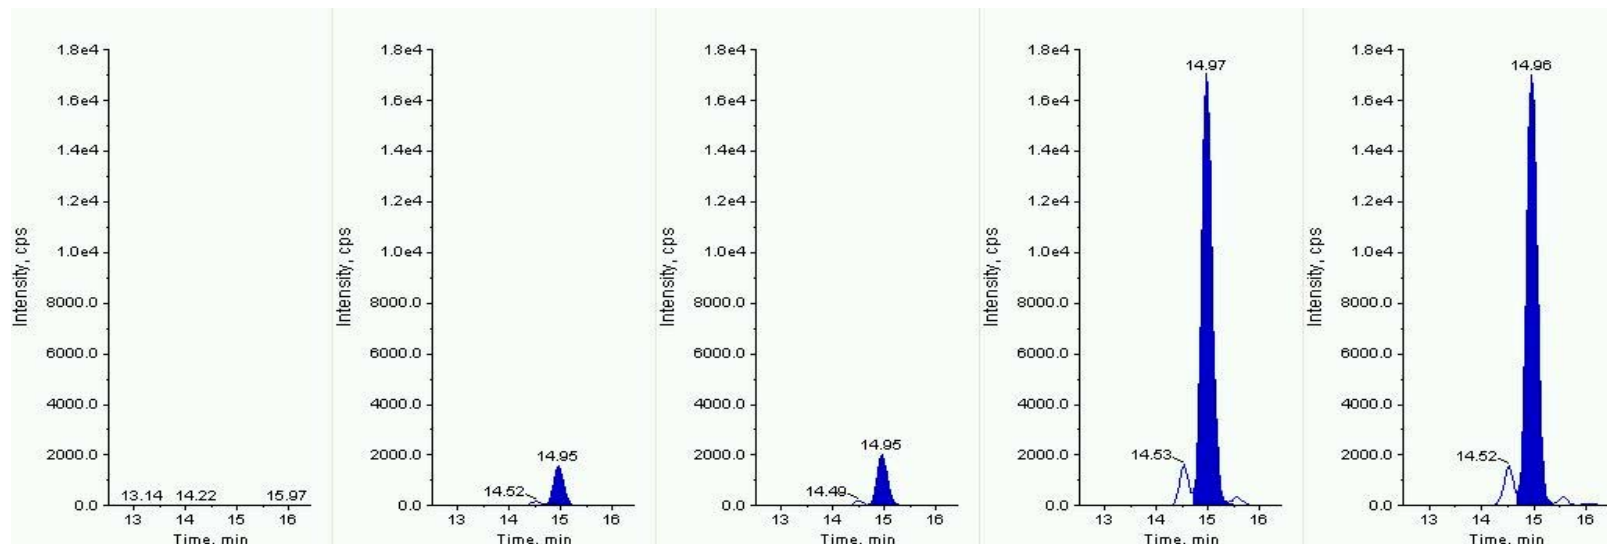 1.8e4
1.6e4
1.4e4
1.2e4
1.0e4
8000.0
6000.0
4000.0
2000.0
0.0
Intensity, cps
13.14 14.22 15.97
13 14 15 16
Time, min
1.8e4
1.6e4
1.4e4
1.2e4
1.0e4
8000.0
6000.0
4000.0
2000.0
0.0
Intensity, cps
14.95
14.52
13 14 15 16
Time, min
1.8e4
1.6e4
1.4e4
1.2e4
1.0e4
8000.0
6000.0
4000.0
2000.0
0.0
Intensity, cps
14.95
14.49
13 14 15 16
Time, min
1.8e4
1.6e4
1.4e4
1.2e4
1.0e4
8000.0
6000.0
4000.0
2000.0
0.0
Intensity, cps
14.97
14.53
13 14 15 16
Time, min
1.8e4
1.6e4
1.4e4
1.2e4
1.0e4
8000.0
6000.0
4000.0
2000.0
0.0
Intensity, cps
14.96
14.52
13 14 15 16
Time, min